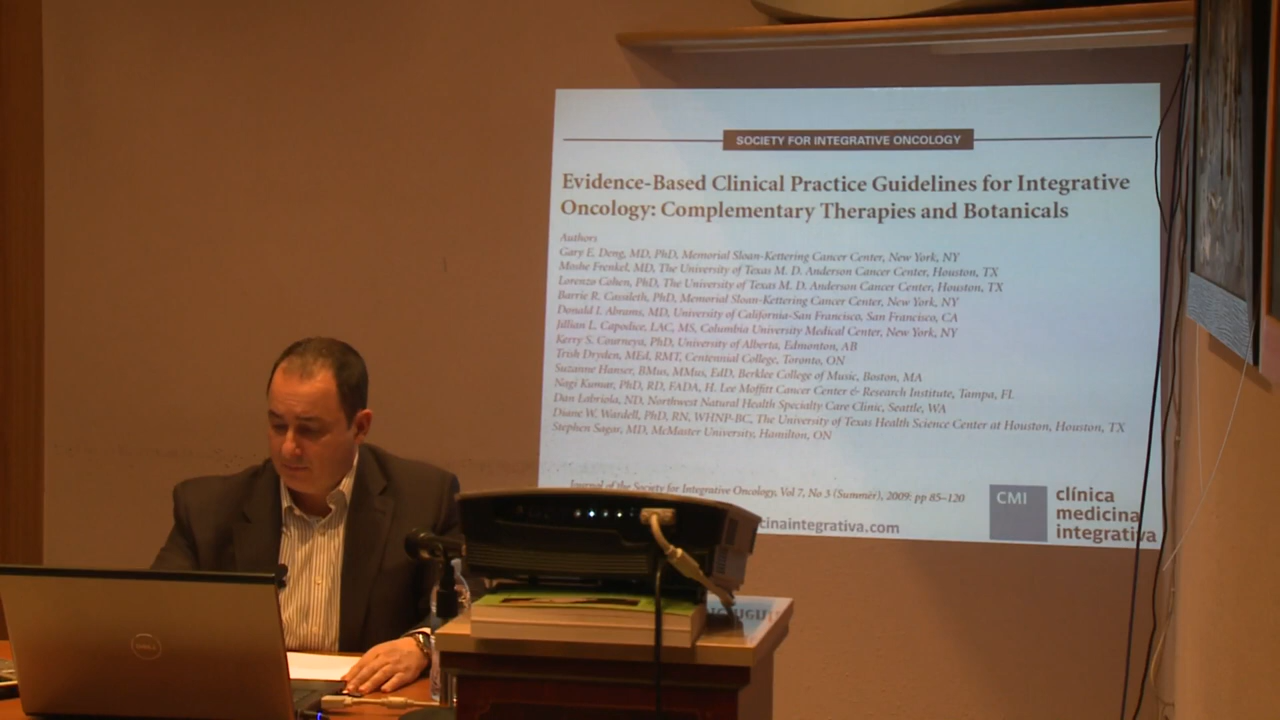 SOCIETY FOR INTEGRATIVE ONCOLOGY
Evidence-Based Clinical Practice Guidelines for Integrative
Oncology: Complementary Therapies and Botanicals
Authors
Gary E. Deng, MD, PhD, Memorial Sloan-Kettering Cancer Center, New York, NY
Moshe Frenkel, MD, The University of Texas M. D. Anderson Cancer Center, Houston, TX
Lorenzo Cohen, PhD, The University of Texas M. D. Anderson Cancer Center, Houston, TX
Barrie R. Cassileth, PhD, Memorial Sloan-Kettering Cancer Center, New York, NY
Donald I. Abrams, MD, University of California-San Francisco, San Francisco, CA
Jillian L. Capodice, LAC, MS, Columbia University Medical Center, New York, NY
Kerry S. Courneya, PhD, University of Alberta, Edmonton, AB
Trish Dryden, MEd, RMT, Centennial College, Toronto, ON
Suzanne Hanser, BMus, MMus, EdD, Berklee College of Music, Boston, MA
Nagi Kumar, PhD, RD, FADA, H. Lee Moffitt Cancer Center & Research Institute, Tampa, FL
Dan Labriola, ND, Northwest Natural Health Specialty Care Clinic, Seattle, WA
Diane W. Wardell, PhD, RN, WHNP-BC, The University of Texas Health Science Center at Houston, Houston, TX
Stephen Sagar, MD, McMaster University, Hamilton, ON
Journal of the Society for Integrative Oncology, Vol 7, No 3 (Summer), 2009: pp 85–120
cinaintegrativa.com
CMI
clínica
medicina
integrativa
DELL